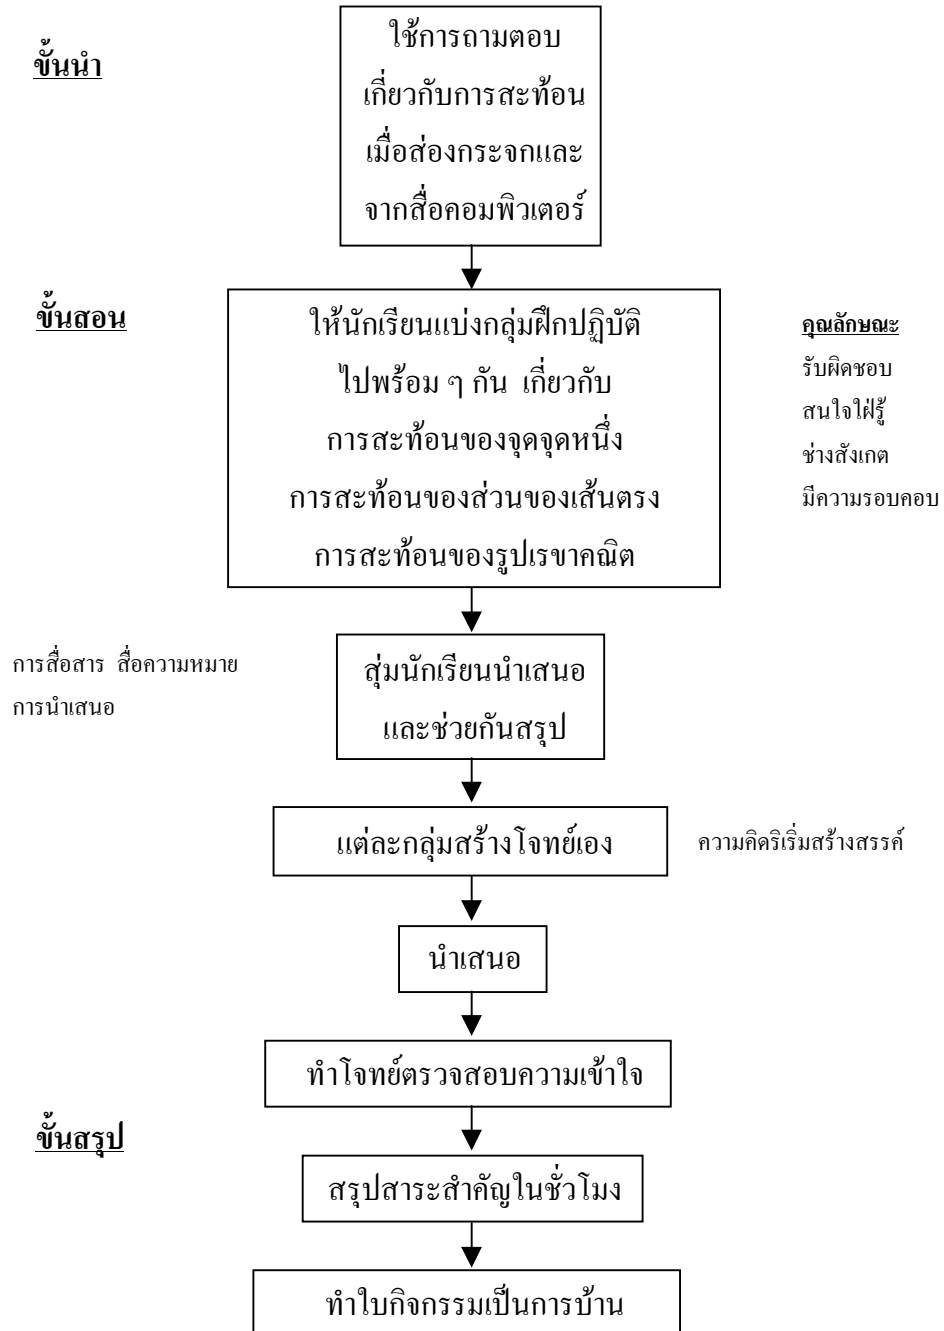 ขั้นนำ
ใช้การถามตอบ
เกี่ยวกับการสะท้อน
เมื่อส่องกระจกและ
จากสื่อคอมพิวเตอร์
ขั้นสอน
ให้นักเรียนแบ่งกลุ่มฝึกปฏิบัติ
ไปพร้อม ๆ กัน เกี่ยวกับ
การสะท้อนของจุดจุดหนึ่ง
การสะท้อนของส่วนของเส้นตรง
การสะท้อนของรูปเรขาคณิต
คุณลักษณะ
รับผิดชอบ
สนใจใฝ่รู้
ช่างสังเกต
มีความรอบคอบ
การสื่อสาร สื่อความหมาย
การนำเสนอ
สุ่มนักเรียนนำเสนอ
และช่วยกันสรุป
แต่ละกลุ่มสร้างโจทย์เอง
ความคิดริเริ่มสร้างสรรค์
นำเสนอ
ทำโจทย์ตรวจสอบความเข้าใจ
ขั้นสรุป
สรุปสาระสำคัญในชั่วโมง
ทำใบกิจกรรมเป็นการบ้าน